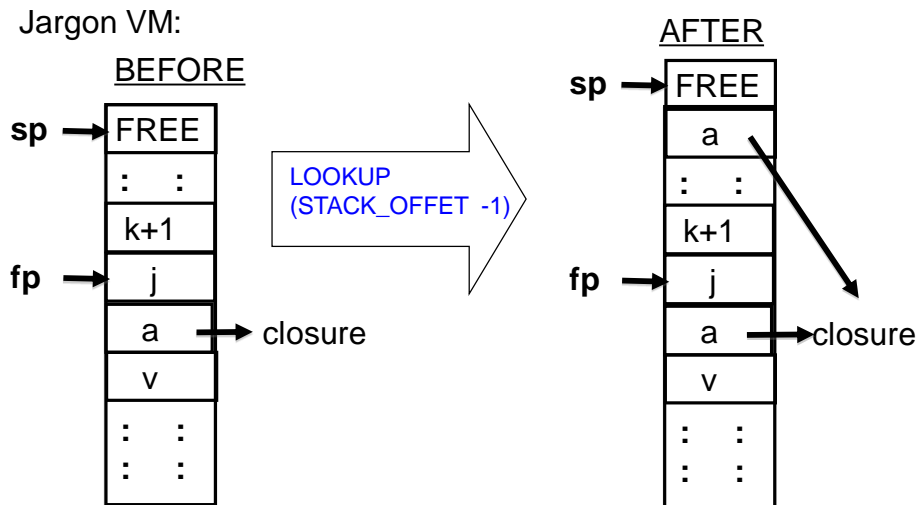 Jargon VM:
BEFORE
AFTER
sp
FREE
: :
k+1
fp
j
a
closure
v
: :
: :
LOOKUP
(STACK_OFFET -1)
sp
FREE
a
: :
k+1
fp
j
a
closure
v
: :
: :